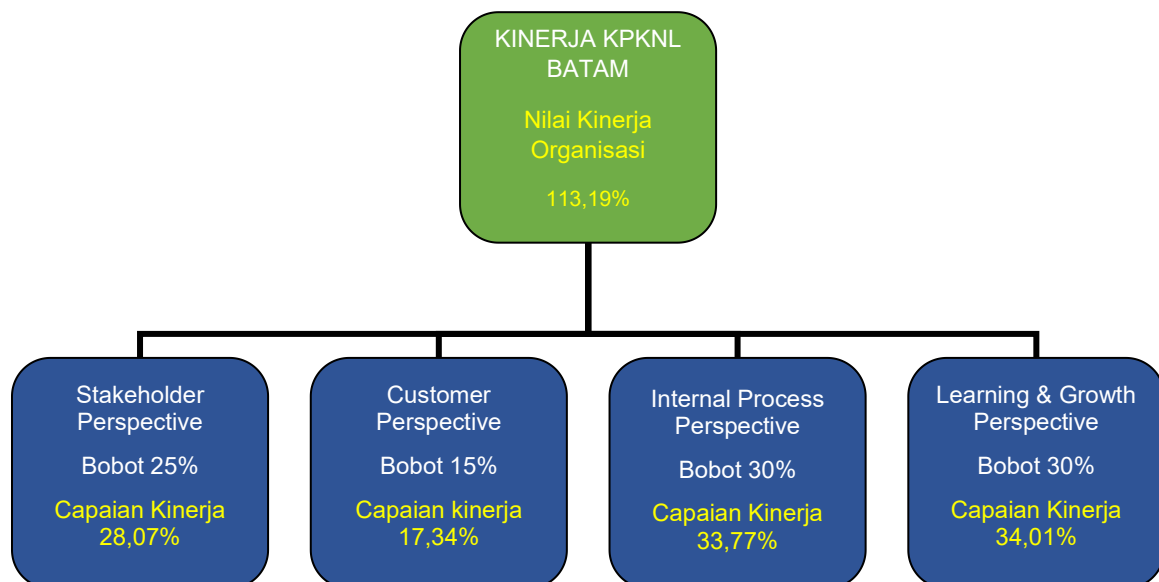 KINERJA KPKNL
BATAM
Nilai Kinerja
Organisasi
113,19%
Stakeholder
Perspective
Bobot 25%
Capaian Kinerja
28,07%
Customer
Perspective
Bobot 15%
Capaian kinerja
17,34%
Internal Process
Perspective
Bobot 30%
Capaian Kinerja
33,77%
Learning & Growth
Perspective
Bobot 30%
Capaian Kinerja
34,01%